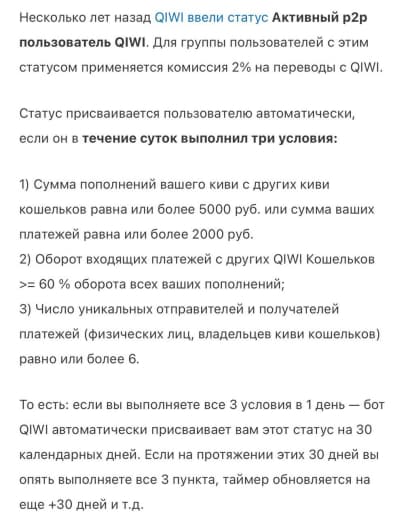 Несколько лет назад QIWI ввели статус Активный p2p
пользователь QIWI. Для группы пользователей с этим
статусом применяется комиссия 2% на переводы с QIWI.
Статус присваивается пользователю автоматически,
если он в течение суток выполнил три условия:
1) Сумма пополнений вашего киви с других киви
кошельков равна или более 5000 руб. или сумма ваших
платежей равна или более 2000 руб.
2) Оборот входящих платежей с других QIWI Кошельков
>= 60 % оборота всех ваших пополнений;
3) Число уникальных отправителей и получателей
платежей (физических лиц, владельцев киви кошельков)
равно или более 6.
То есть: если вы выполняете все 3 условия в 1 день — бот
QIWI автоматически присваивает вам этот статус на 30
календарных дней. Если на протяжении этих 30 дней вы
опять выполняете все 3 пункта, таймер обновляется на
еще +30 дней и т.д.